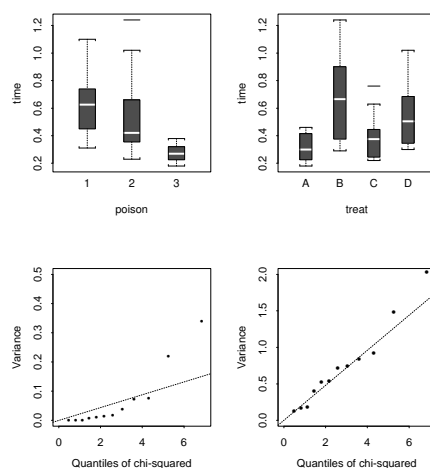 time
0.2 0.4 0.6 0.8 1.0 1.2
1 2 3
poison
time
0.2 0.4 0.6 0.8 1.0 1.2
A B C D
treat
Variance
0.0 0.1 0.2 0.3 0.4 0.5
0 2 4 6
Quantiles of chi-squared
Variance
0.0 0.5 1.0 1.5 2.0
0 2 4 6
Quantiles of chi-squared